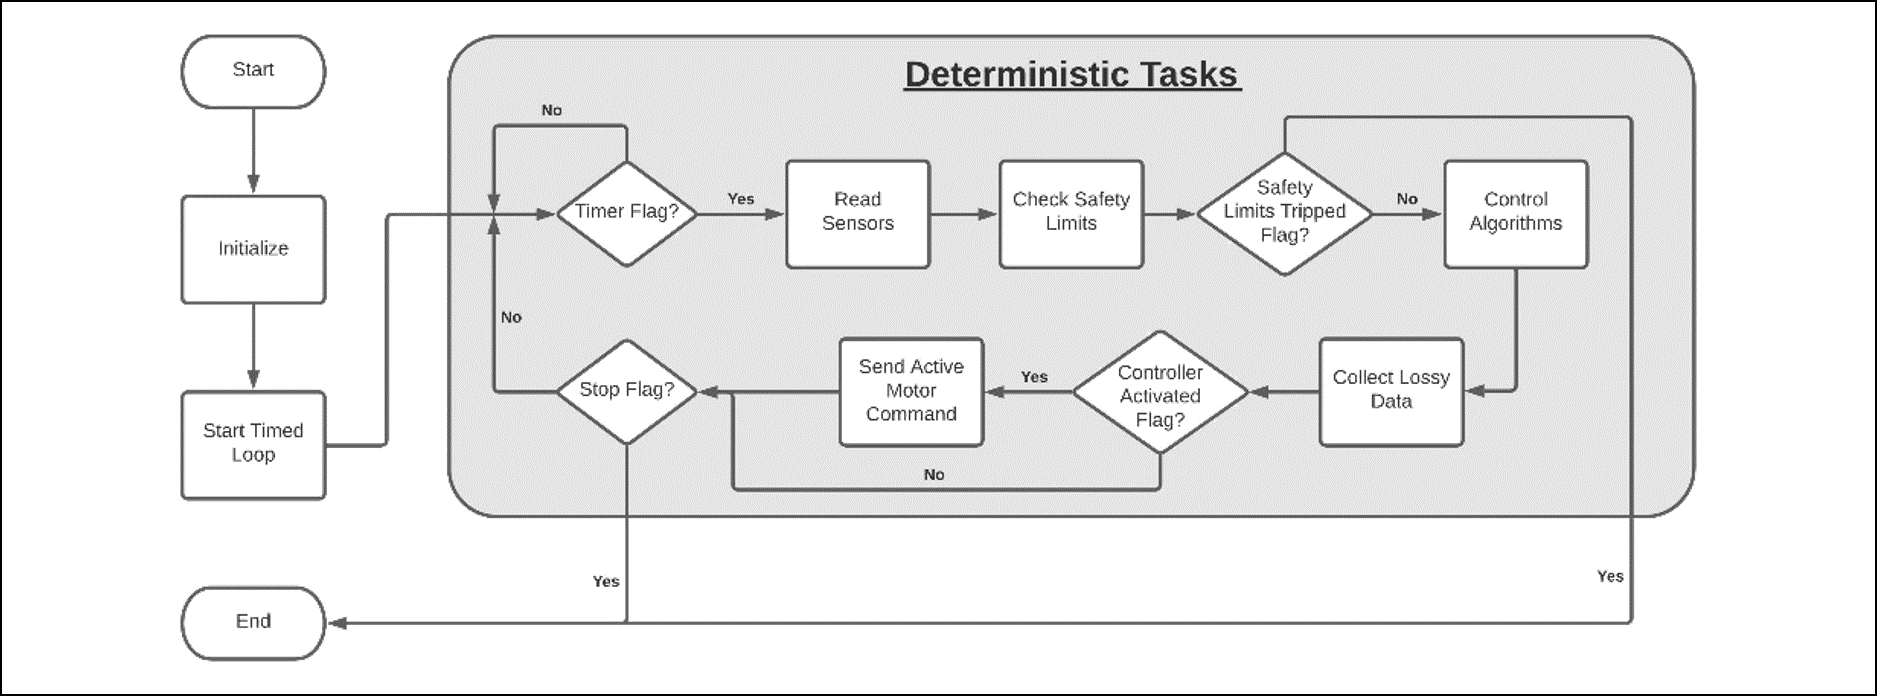 Start
Initialize
Start Timed
Loop
End
Deterministic Tasks
No
Timer Flag?
Yes
Read
Sensors
Check Safety
Limits
Safety
Limits Tripped
Flag?
No
Control
Algorithms
Collect Lossy
Data
Controller
Activated
Flag?
Yes
Send Active
Motor
Command
No
Stop Flag?
No
Yes
Yes